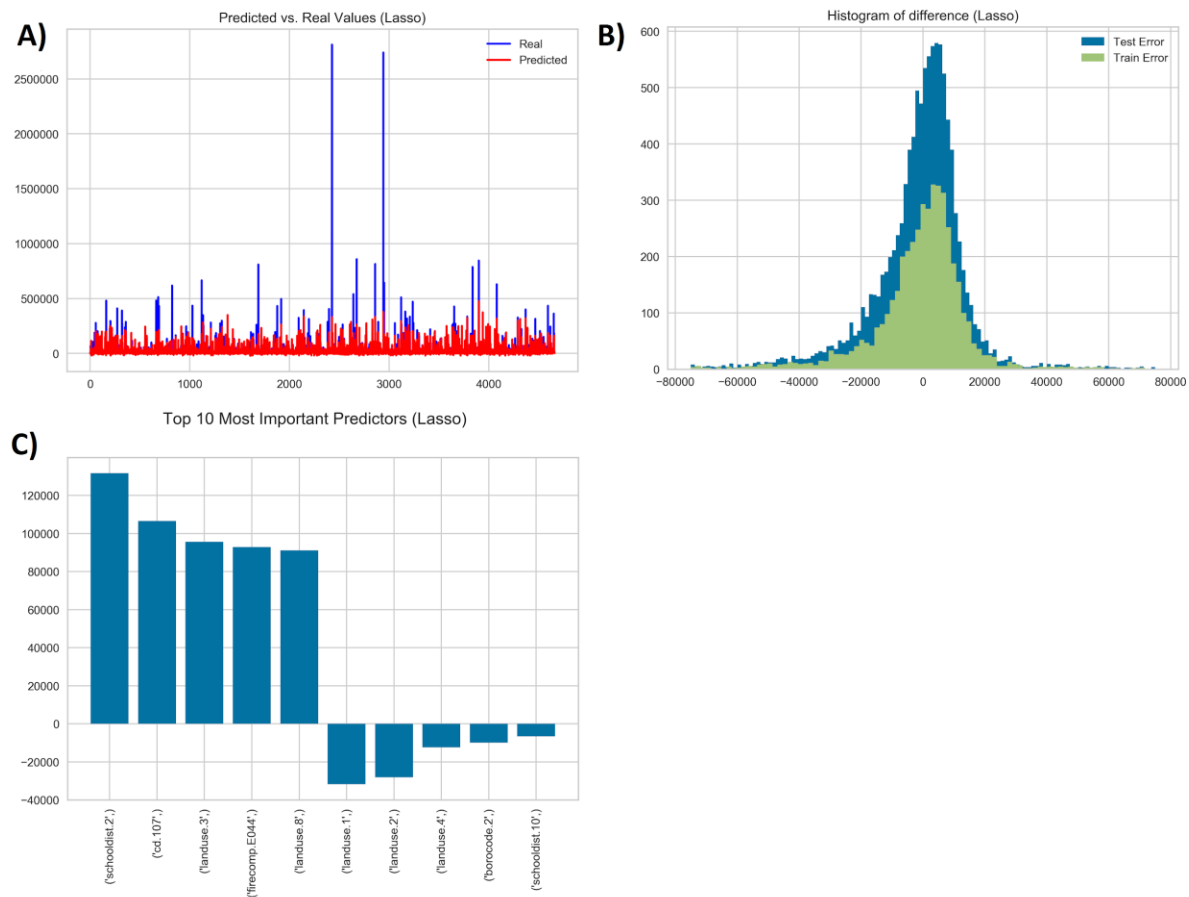 A)
Predicted vs. Real Values (Lasso)
Real
Predicted
2500000
2000000
1500000
1000000
500000
0
0 1000 2000 3000 4000
B)
Histogram of difference (Lasso)
Test Error
Train Error
600
500
400
300
200
100
0
−80000 −60000 −40000 −20000 0 20000 40000 60000 80000
C)
Top 10 Most Important Predictors (Lasso)
120000
100000
80000
60000
40000
20000
0
−20000
−40000
('schooldist.2',)
('cd.107',)
('landuse.3',)
('firecomp.E044',)
('landuse.8',)
('landuse.1',)
('landuse.2',)
('landuse.4',)
('borocode.2',)
('schooldist.10',)